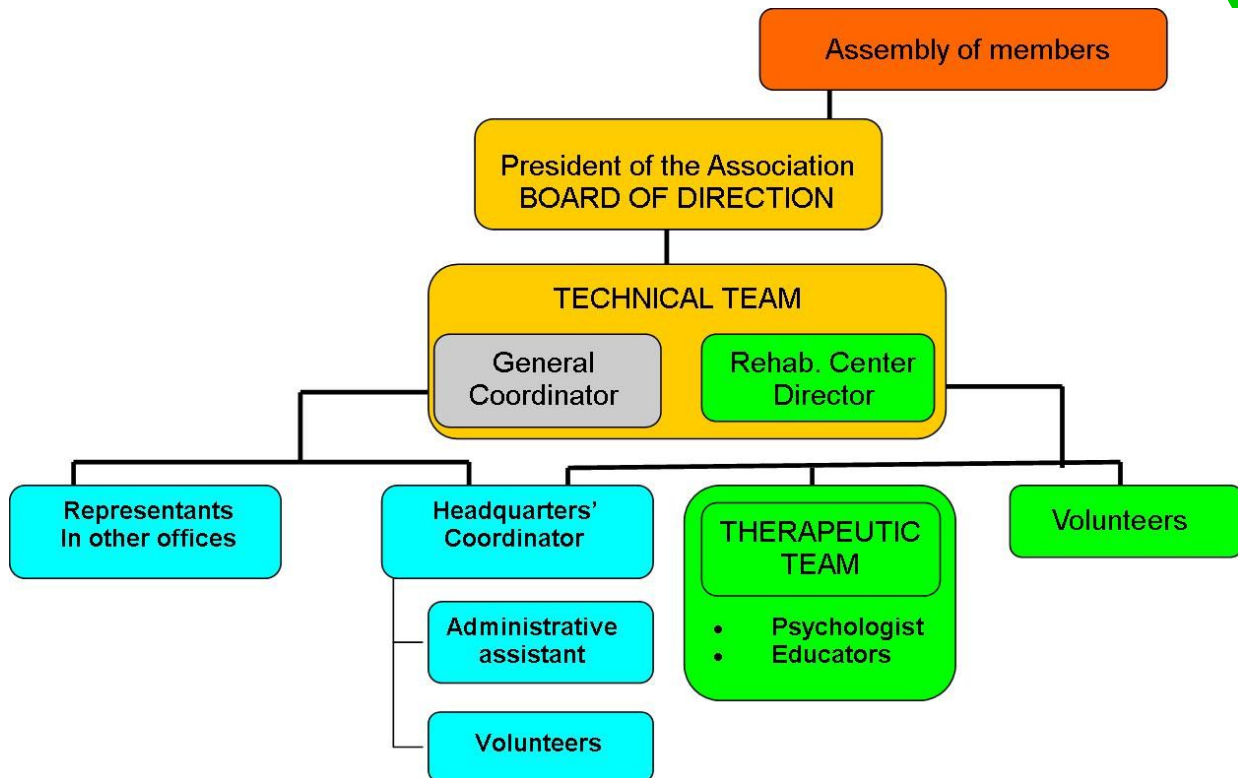 Assembly of members
President of the Association
BOARD OF DIRECTION
TECHNICAL TEAM
General
Coordinator
Rehab. Center
Director
Representants
In other offices
Headquarters’
Coordinator
THERAPEUTIC
TEAM
• Psychologist
• Educators
Volunteers
Administrative
assistant
Volunteers